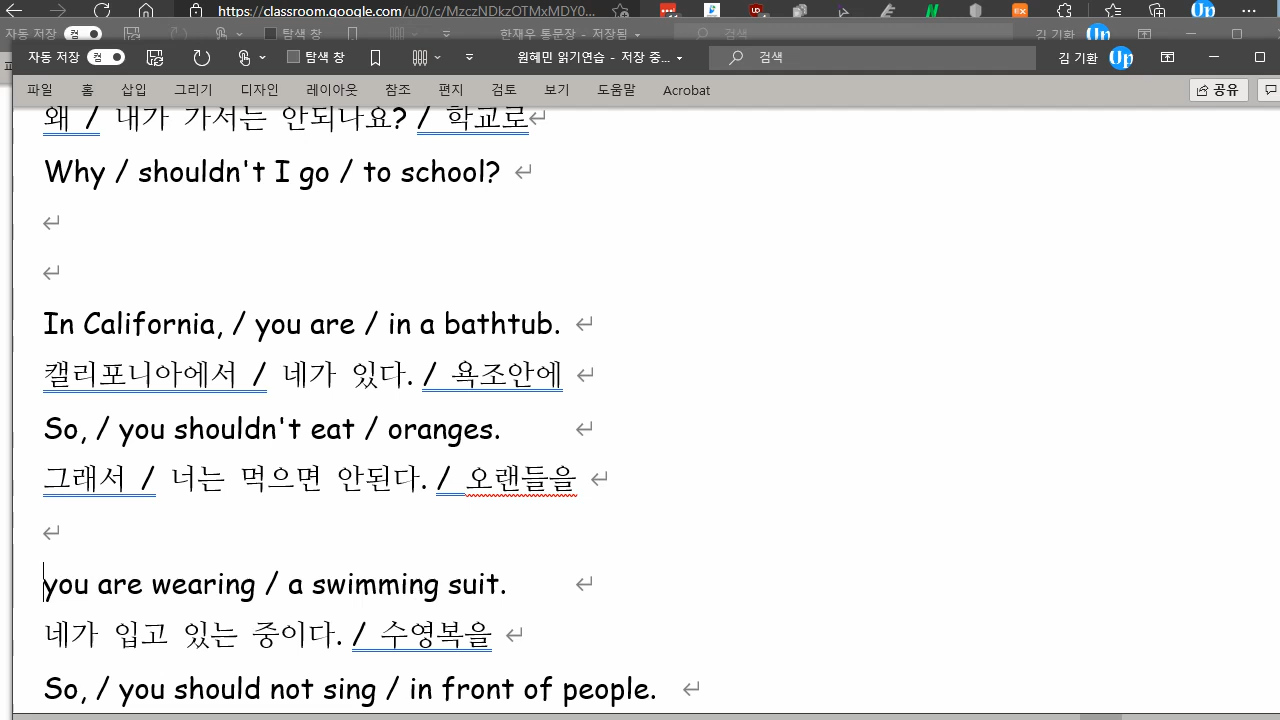 https://classroom.google.com/u/0/c/MzczNDkzOTMxMDY0...
자동 저장 컴 탐색 창 한재우 통문장 - 저장됨 검색 김 기환 Up
자동 저장 컴 탐색 창 원혜민 읽기연습 - 저장 중... 검색 김 기환 Up
파일 홈 삽입 그리기 디자인 레이아웃 참조 편지 검토 보기 도움말 Acrobat 공유
왜 / 내가 가서는 안되나요? / 학교로
Why / shouldn't I go / to school?
In California, / you are / in a bathtub.
캘리포니아에서 / 네가 있다. / 욕조안에
So, / you shouldn't eat / oranges.
그래서 / 너는 먹으면 안된다. / 오랜들을
you are wearing / a swimming suit.
네가 입고 있는 중이다. / 수영복을
So, / you should not sing / in front of people.